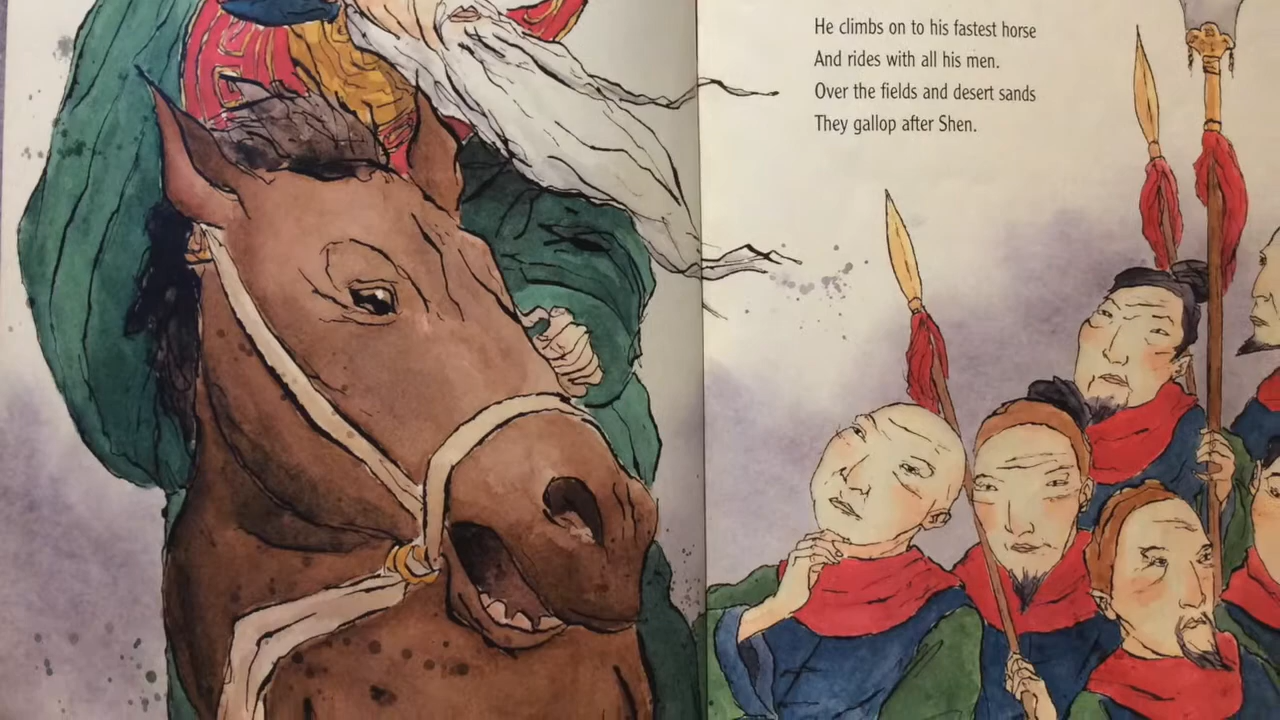 He climbs on to his fastest horse
And rides with all his men.
Over the fields and desert sands
They gallop after Shen.